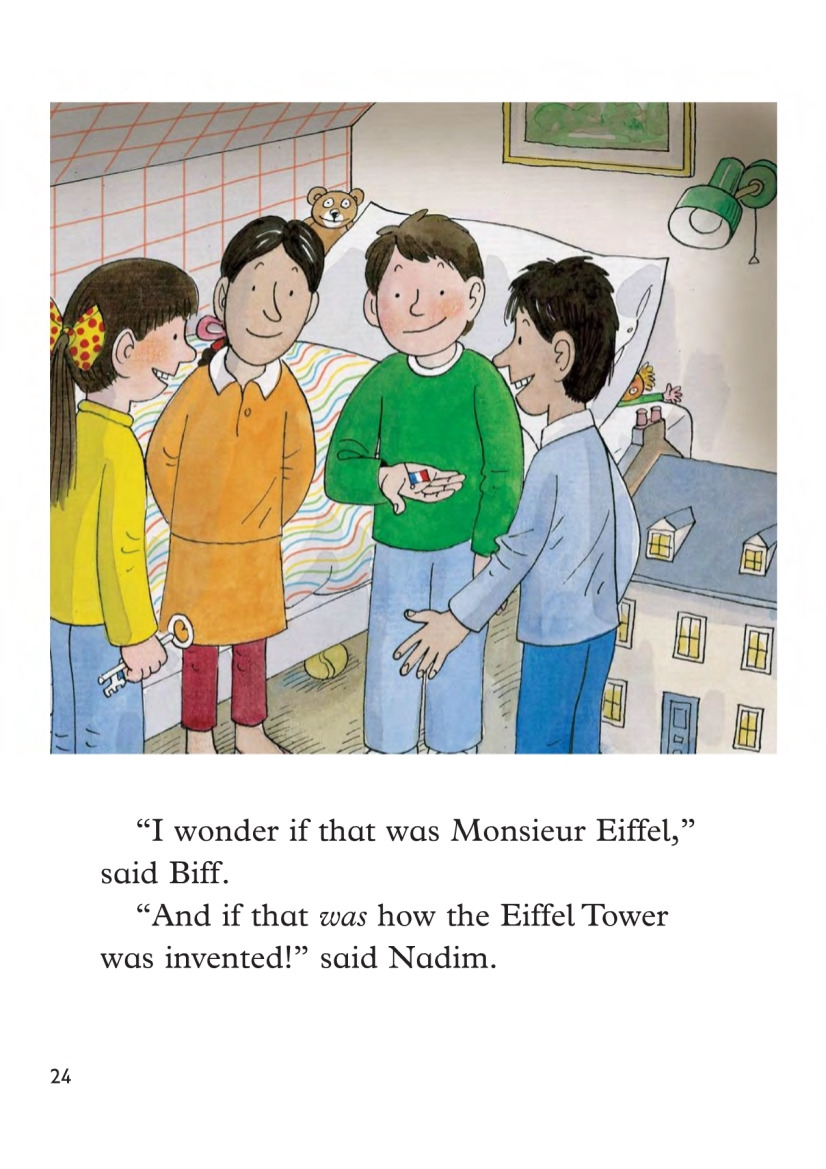 “I wonder if that was Monsieur Eiffel,”
said Biff.
“And if that was how the Eiffel Tower
was invented!” said Nadim.
24